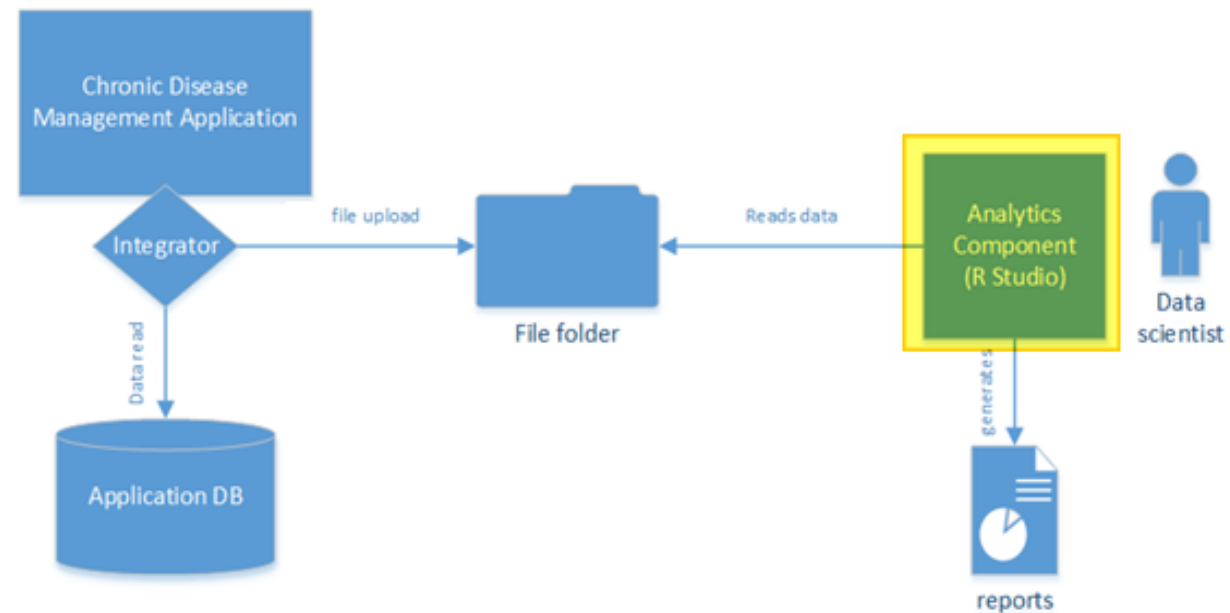 Chronic Disease
Management Application
Integrator
file upload
Data read
Application DB
File folder
Reads data
Analytics
Component
(R Studio)
Data
scientist
generates
reports